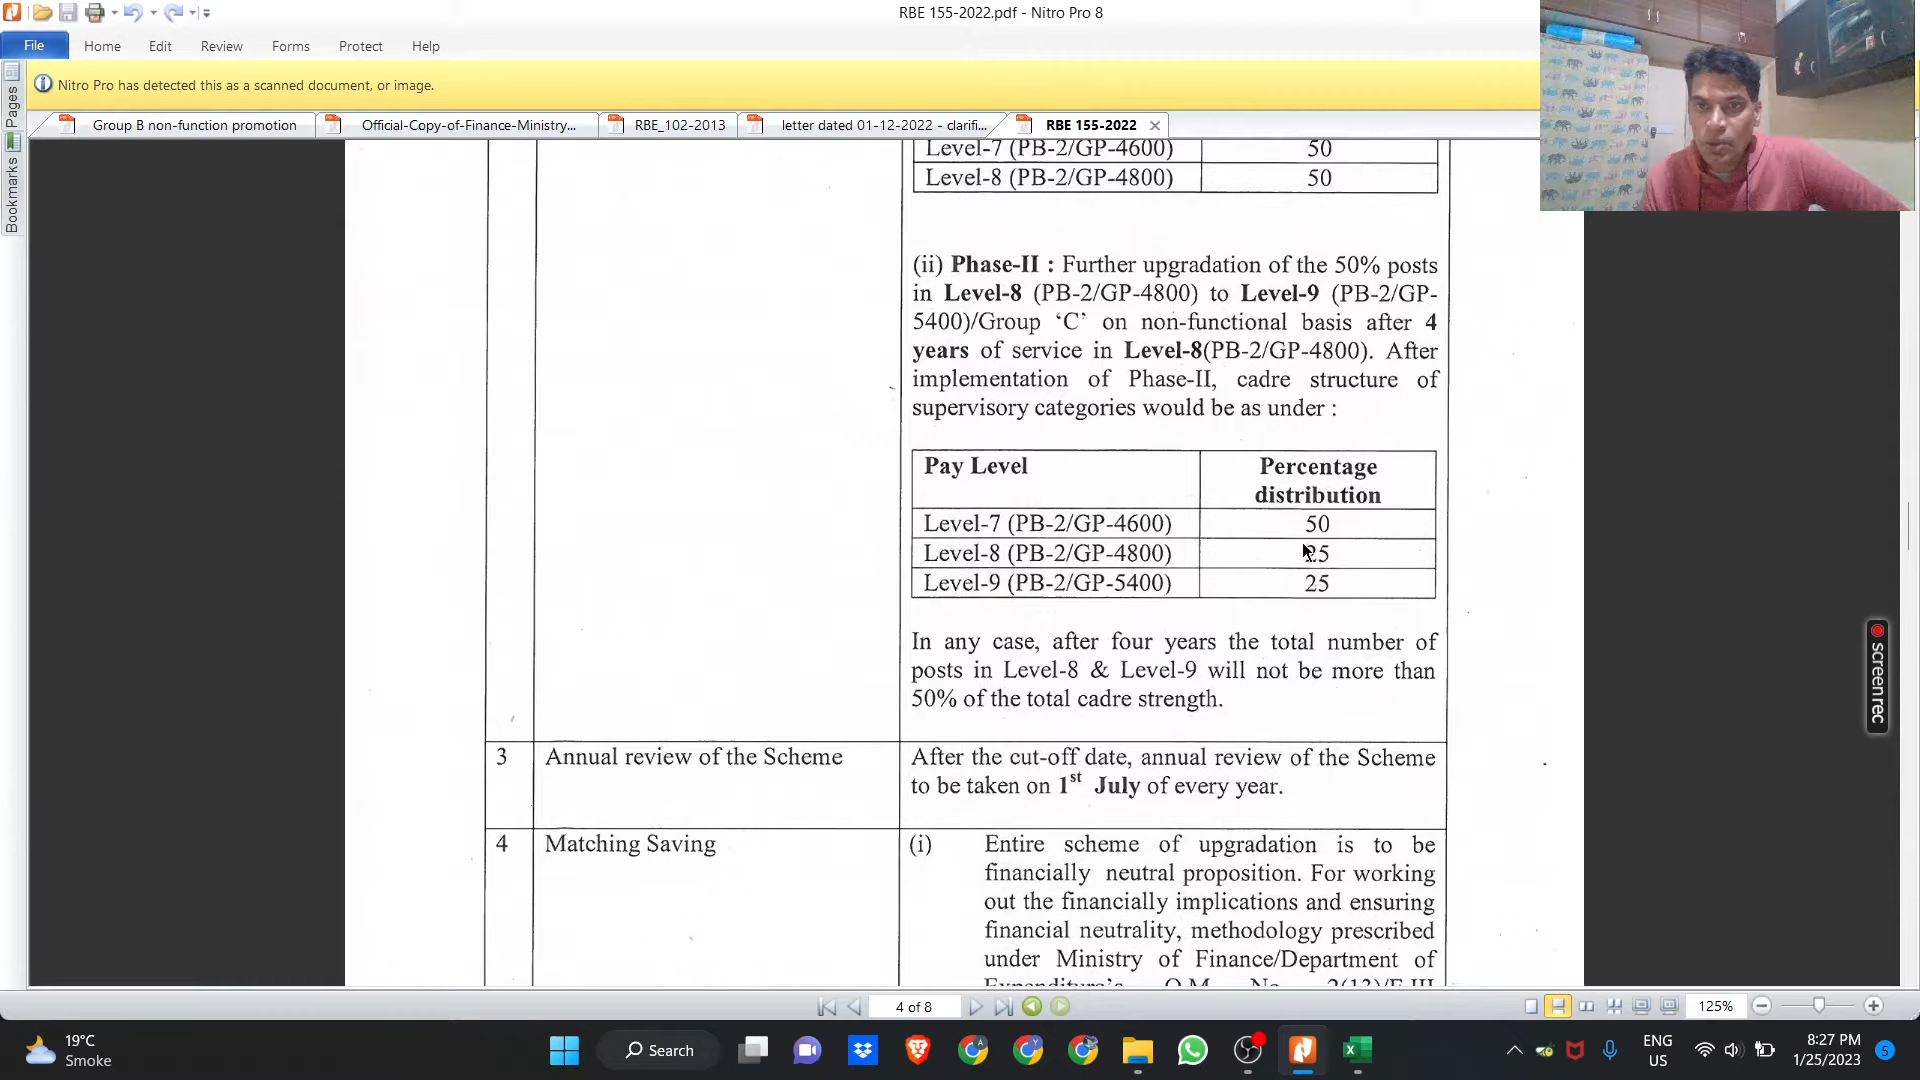 RBE 155-2022.pdf - Nitro Pro 8
File Home Edit Review Forms Protect Help
Nitro Pro has detected this as a scanned document, or image.
Pages
Bookmarks
Group B non-function promotion
Official-Copy-of-Finance-Ministry...
RBE_102-2013
letter dated 01-12-2022 - clarifi...
RBE 155-2022
Level-7 (PB-2/GP-4600) 50
Level-8 (PB-2/GP-4800) 50
(ii) Phase-II : Further upgradation of the 50% posts
in Level-8 (PB-2/GP-4800) to Level-9 (PB-2/GP-
5400)/Group ‘C’ on non-functional basis after 4
years of service in Level-8(PB-2/GP-4800). After
implementation of Phase-II, cadre structure of
supervisory categories would be as under :
Pay Level Percentage
distribution
Level-7 (PB-2/GP-4600) 50
Level-8 (PB-2/GP-4800) 25
Level-9 (PB-2/GP-5400) 25
In any case, after four years the total number of
posts in Level-8 & Level-9 will not be more than
50% of the total cadre strength.
3 Annual review of the Scheme After the cut-off date, annual review of the Scheme
to be taken on 1st July of every year.
4 Matching Saving (i) Entire scheme of upgradation is to be
financially neutral proposition. For working
out the financially implications and ensuring
financial neutrality, methodology prescribed
under Ministry of Finance/Department of
Expenditure's O.M. No. 2(13)/E.III
screenrec
4 of 8
125%
19°C
Smoke
Search
ENG
US
8:27 PM
1/25/2023
5